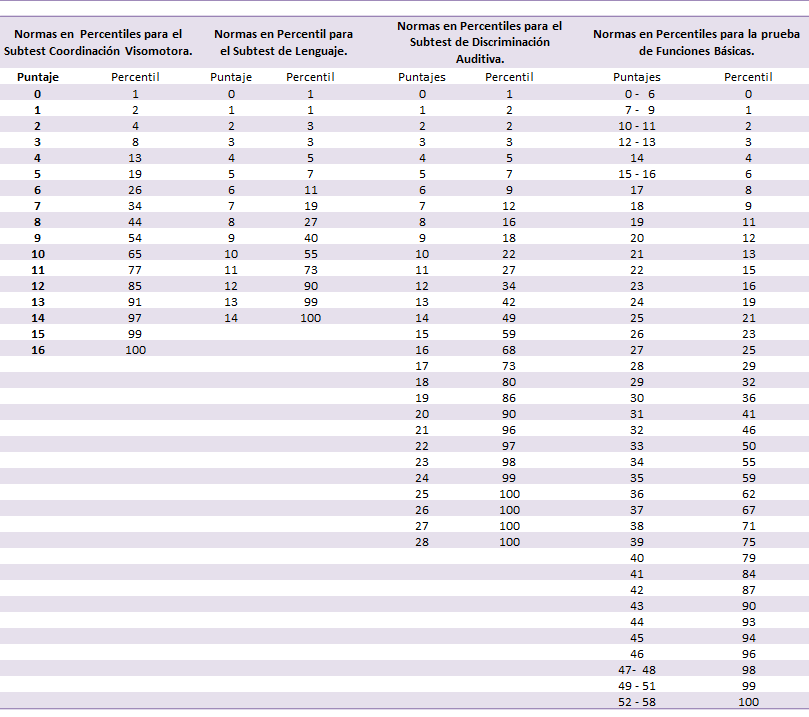 Normas en Percentiles para el Normas en Percentil para Normas en Percentiles para el Normas en Percentiles para la prueba
Subtest Coordinación Visomotora. el Subtest de Lenguaje. Subtest de Discriminación de Funciones Básicas.
Auditiva.
Puntaje Percentil Puntaje Percentil Puntajes Percentil Puntajes Percentil
0 1 0 1 0 1 0 - 6 0
1 2 1 1 1 2 7 - 9 1
2 4 2 3 2 2 10 - 11 2
3 8 3 3 3 3 12 - 13 3
4 13 4 5 4 5 14 4
5 19 5 7 5 7 15 - 16 6
6 26 6 11 6 9 17 8
7 34 7 19 7 12 18 9
8 44 8 27 8 16 19 11
9 54 9 40 9 18 20 12
10 65 10 55 10 22 21 13
11 77 11 73 11 27 22 15
12 85 12 90 12 34 23 16
13 91 13 99 13 42 24 19
14 97 14 100 14 49 25 21
15 99 15 59 26 23
16 100 16 68 27 25
17 73 28 29
18 80 29 32
19 86 30 36
20 90 31 41
21 96 32 46
22 97 33 50
23 98 34 55
24 99 35 59
25 100 36 62
26 100 37 67
27 100 38 71
28 100 39 75
40 79
41 84
42 87
43 90
44 93
45 94
46 96
47- 48 98
49 - 51 99
52 - 58 100